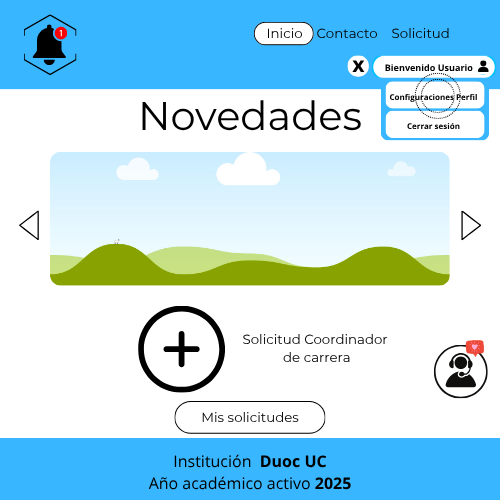 1
Inicio Contacto Solicitud
X Bienvenido Usuario
Configuraciones Perfil
Cerrar sesión
Novedades
Solicitud Coordinador
de carrera
Mis solicitudes
Institución Duoc UC
Año académico activo 2025